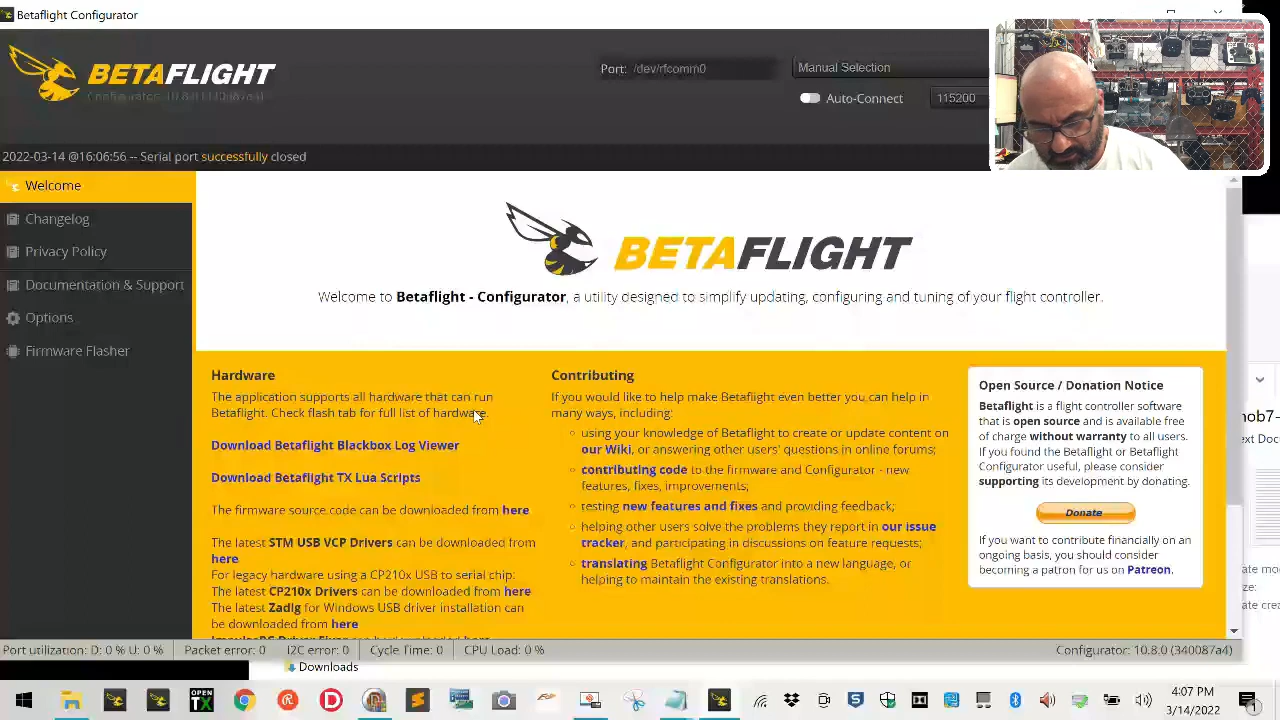 Betaflight Configurator
BETAFLIGHT
Port: /dev/rfcomm0
Manual Selection
Auto-Connect
115200
2022-03-14 @16:06:56 -- Serial port successfully closed
Welcome
Changelog
Privacy Policy
Documentation & Support
Options
Firmware Flasher
BETAFLIGHT
Welcome to Betaflight - Configurator, a utility designed to simplify updating, configuring and tuning of your flight controller.
Hardware
The application supports all hardware that can run
Betaflight. Check flash tab for full list of hardware.
Download Betaflight Blackbox Log Viewer
Download Betaflight TX Lua Scripts
The firmware source code can be downloaded from here
The latest STM USB VCP Drivers can be downloaded from
here
For legacy hardware using a CP210x USB to serial chip:
The latest CP210x Drivers can be downloaded from here
The latest Zadig for Windows USB driver installation can
be downloaded from here
Contributing
If you would like to help make Betaflight even better you can help in
many ways, including:
using your knowledge of Betaflight to create or update content on
our Wiki, or answering other users' questions in online forums;
contributing code to the firmware and Configurator - new
features, fixes, improvements;
testing new features and fixes and providing feedback;
helping other users solve the problems they report in our issue
tracker, and participating in discussions on feature requests;
translating Betaflight Configurator into a new language, or
helping to maintain the existing translations.
Open Source / Donation Notice
Betaflight is a flight controller software
that is open source and is available free
of charge without warranty to all users.
If you found the Betaflight or Betaflight
Configurator useful, please consider
supporting its development by donating.
Donate
If you want to contribute financially on an
ongoing basis, you should consider
becoming a patron for us on Patreon.
nob7-
ext Doc
ate mo
ze:
ate crea
Port utilization: D: 0 % U: 0 %
Packet error: 0
I2C error: 0
Cycle Time: 0
CPU Load: 0 %
Configurator: 10.8.0 (340087a4)
Downloads
OPEN
TX
4:07 PM
3/14/2022
1